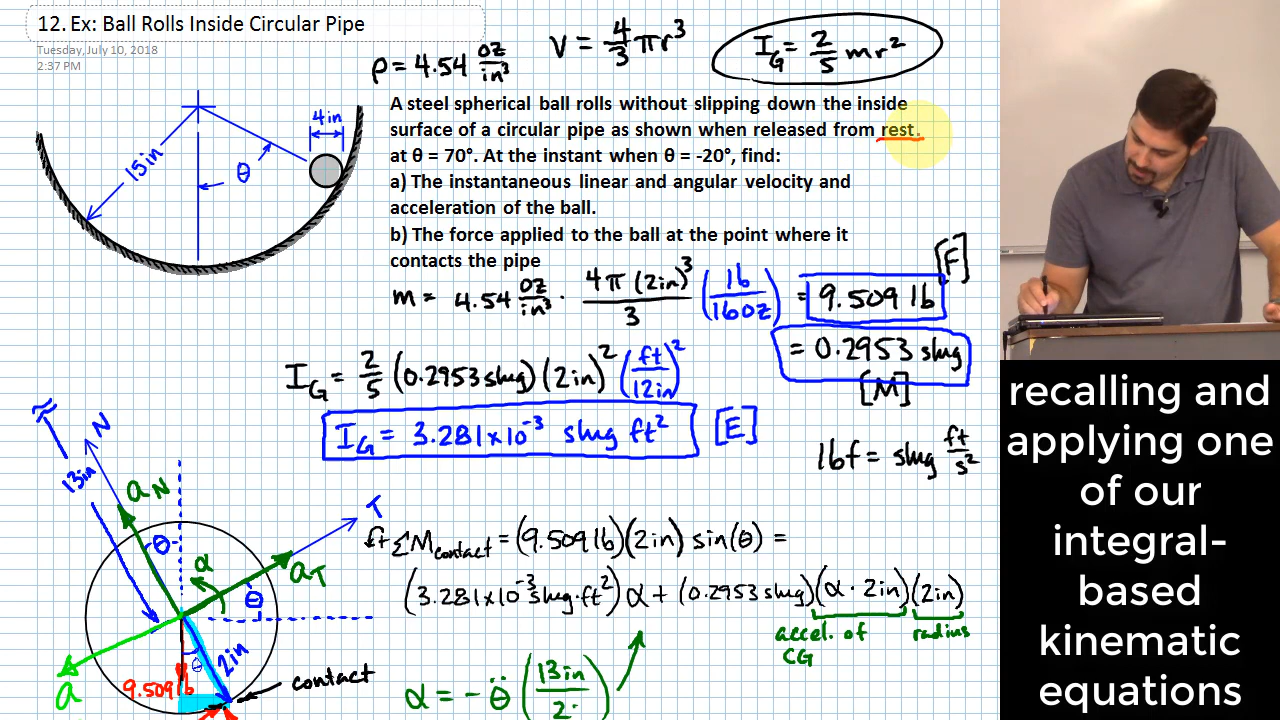 12. Ex: Ball Rolls Inside Circular Pipe
Tuesday, July 10, 2018
2:37 PM
ρ = 4.54 oz/in³
V = 4/3 πr³
I_G = 2/5 mr²
A steel spherical ball rolls without slipping down the inside
surface of a circular pipe as shown when released from rest.
at θ = 70°. At the instant when θ = -20°, find:
a) The instantaneous linear and angular velocity and
acceleration of the ball.
b) The force applied to the ball at the point where it
contacts the pipe
4in
15in
θ
m = 4.54 oz/in³ · 4π(2in)³/3 (lb/16oz) = 9.509 lb [F]
= 0.2953 slug
[M]
I_G = 2/5 (0.2953 slug)(2in)² (ft/12in)²
I_G = 3.281x10⁻³ slug ft² [E]
lbf = slug ft/s²
N
13in
a_N
θ
α
T
a_T
θ
θ
2in
a
9.509 lb
contact
+ΣM_contact = (9.509 lb)(2in) sin(θ) =
(3.281x10⁻³ slug·ft²) α + (0.2953 slug)(α · 2in)(2in)
accel. of
CG
radius
α = - θ̈ (13in
recalling and
applying one
of our
integral-
based
kinematic
equations